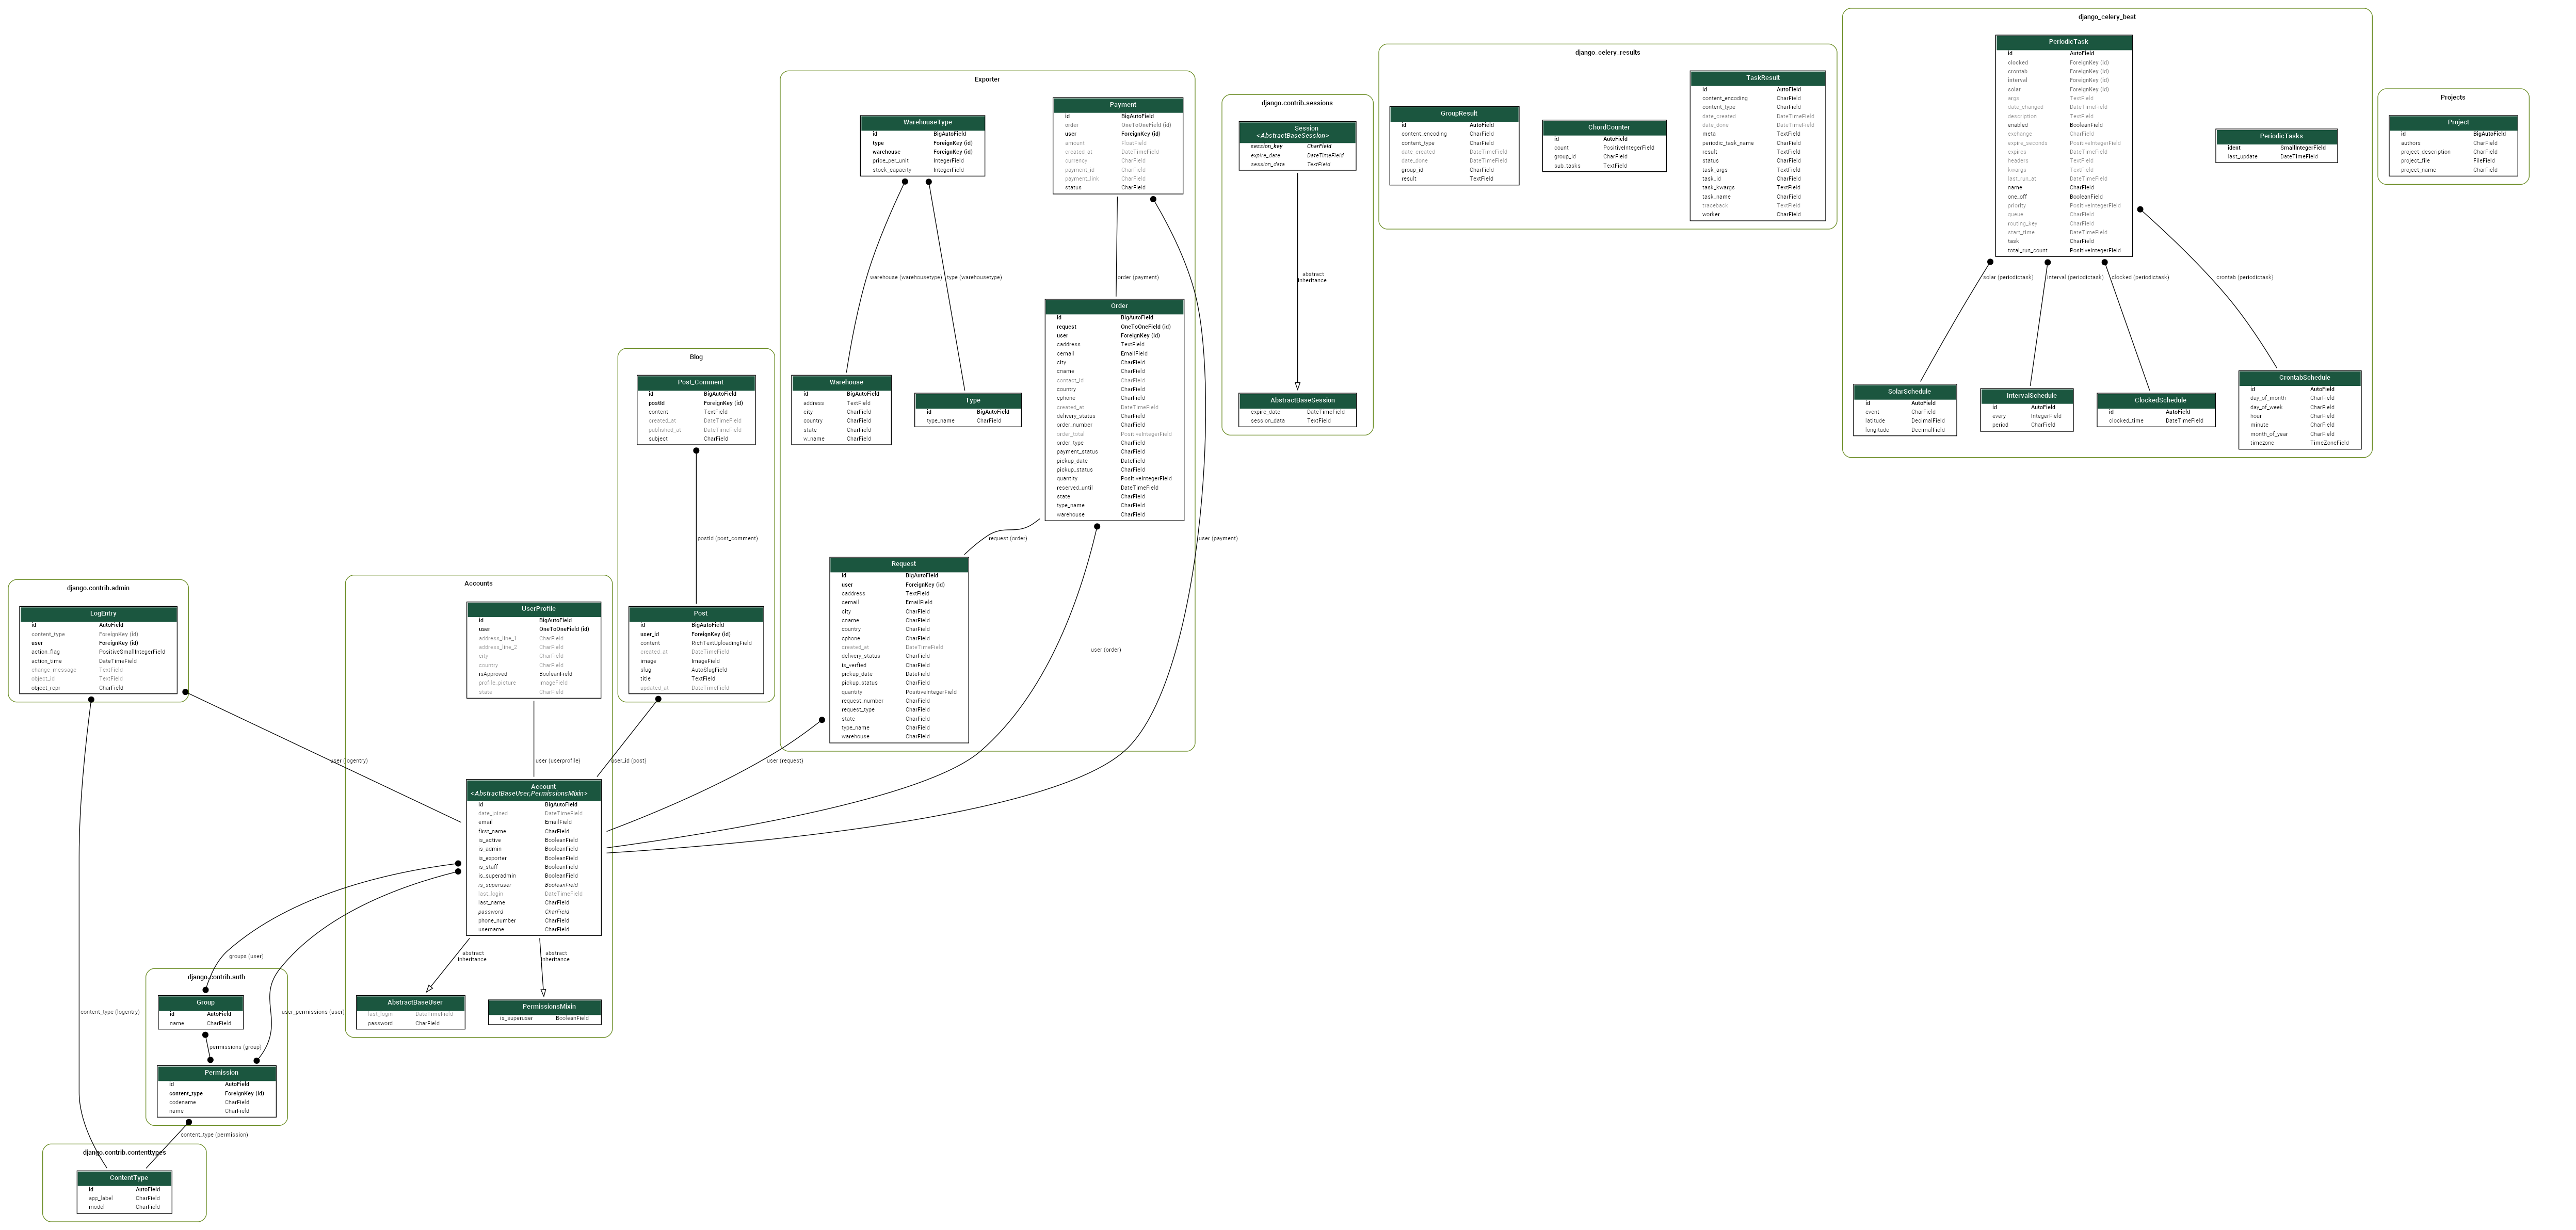 django.contrib.admin
LogEntry
id AutoField
content_type ForeignKey (id)
user ForeignKey (id)
action_flag PositiveSmallIntegerField
action_time DateTimeField
change_message TextField
object_id TextField
object_repr CharField
user (logentry)
content_type (logentry)
django.contrib.auth
Group
id AutoField
name CharField
groups (user)
permissions (group)
user_permissions (user)
Permission
id AutoField
content_type ForeignKey (id)
codename CharField
name CharField
content_type (permission)
django.contrib.contenttypes
ContentType
id AutoField
app_label CharField
model CharField
Accounts
UserProfile
id BigAutoField
user OneToOneField (id)
address_line_1 CharField
address_line_2 CharField
city CharField
country CharField
isApproved BooleanField
profile_picture ImageField
state CharField
user (userprofile)
Account
<AbstractBaseUser,PermissionsMixin>
id BigAutoField
date_joined DateTimeField
email EmailField
first_name CharField
is_active BooleanField
is_admin BooleanField
is_exporter BooleanField
is_staff BooleanField
is_superadmin BooleanField
is_superuser BooleanField
last_login DateTimeField
last_name CharField
password CharField
phone_number CharField
username CharField
abstract
inheritance
abstract
inheritance
AbstractBaseUser
last_login DateTimeField
password CharField
PermissionsMixin
is_superuser BooleanField
Blog
Post_Comment
id BigAutoField
postId ForeignKey (id)
content TextField
created_at DateTimeField
published_at DateTimeField
subject CharField
postId (post_comment)
Post
id BigAutoField
user_id ForeignKey (id)
content RichTextUploadingField
created_at DateTimeField
image ImageField
slug AutoSlugField
title TextField
updated_at DateTimeField
user_id (post)
Exporter
WarehouseType
id BigAutoField
type ForeignKey (id)
warehouse ForeignKey (id)
price_per_unit IntegerField
stock_capacity IntegerField
Payment
id BigAutoField
order OneToOneField (id)
user ForeignKey (id)
amount FloatField
created_at DateTimeField
currency CharField
payment_id CharField
payment_link CharField
status CharField
warehouse (warehousetype)
type (warehousetype)
order (payment)
Warehouse
id BigAutoField
address TextField
city CharField
country CharField
state CharField
w_name CharField
Type
id BigAutoField
type_name CharField
Order
id BigAutoField
request OneToOneField (id)
user ForeignKey (id)
caddress TextField
cemail EmailField
city CharField
cname CharField
contact_id CharField
country CharField
cphone CharField
created_at DateTimeField
delivery_status CharField
order_number CharField
order_total PositiveIntegerField
order_type CharField
payment_status CharField
pickup_date DateField
pickup_status CharField
quantity PositiveIntegerField
reserved_until DateTimeField
state CharField
type_name CharField
warehouse CharField
request (order)
user (payment)
Request
id BigAutoField
user ForeignKey (id)
caddress TextField
cemail EmailField
city CharField
cname CharField
country CharField
cphone CharField
created_at DateTimeField
delivery_status CharField
is_verfied CharField
pickup_date DateField
pickup_status CharField
quantity PositiveIntegerField
request_number CharField
request_type CharField
state CharField
type_name CharField
warehouse CharField
user (order)
user (request)
django.contrib.sessions
Session
<AbstractBaseSession>
session_key CharField
expire_date DateTimeField
session_data TextField
abstract
inheritance
AbstractBaseSession
expire_date DateTimeField
session_data TextField
django_celery_results
GroupResult
id AutoField
content_encoding CharField
content_type CharField
date_created DateTimeField
date_done DateTimeField
group_id CharField
result TextField
ChordCounter
id AutoField
count PositiveIntegerField
group_id CharField
sub_tasks TextField
TaskResult
id AutoField
content_encoding CharField
content_type CharField
date_created DateTimeField
date_done DateTimeField
meta TextField
periodic_task_name CharField
result TextField
status CharField
task_args TextField
task_id CharField
task_kwargs TextField
task_name CharField
traceback TextField
worker CharField
django_celery_beat
PeriodicTask
id AutoField
clocked ForeignKey (id)
crontab ForeignKey (id)
interval ForeignKey (id)
solar ForeignKey (id)
args TextField
date_changed DateTimeField
description TextField
enabled BooleanField
exchange CharField
expire_seconds PositiveIntegerField
expires DateTimeField
headers TextField
kwargs TextField
last_run_at DateTimeField
name CharField
one_off BooleanField
priority PositiveIntegerField
queue CharField
routing_key CharField
start_time DateTimeField
task CharField
total_run_count PositiveIntegerField
PeriodicTasks
ident SmallIntegerField
last_update DateTimeField
solar (periodictask)
interval (periodictask)
clocked (periodictask)
crontab (periodictask)
SolarSchedule
id AutoField
event CharField
latitude DecimalField
longitude DecimalField
IntervalSchedule
id AutoField
every IntegerField
period CharField
ClockedSchedule
id AutoField
clocked_time DateTimeField
CrontabSchedule
id AutoField
day_of_month CharField
day_of_week CharField
hour CharField
minute CharField
month_of_year CharField
timezone TimeZoneField
Projects
Project
id BigAutoField
authors CharField
project_description CharField
project_file FileField
project_name CharField